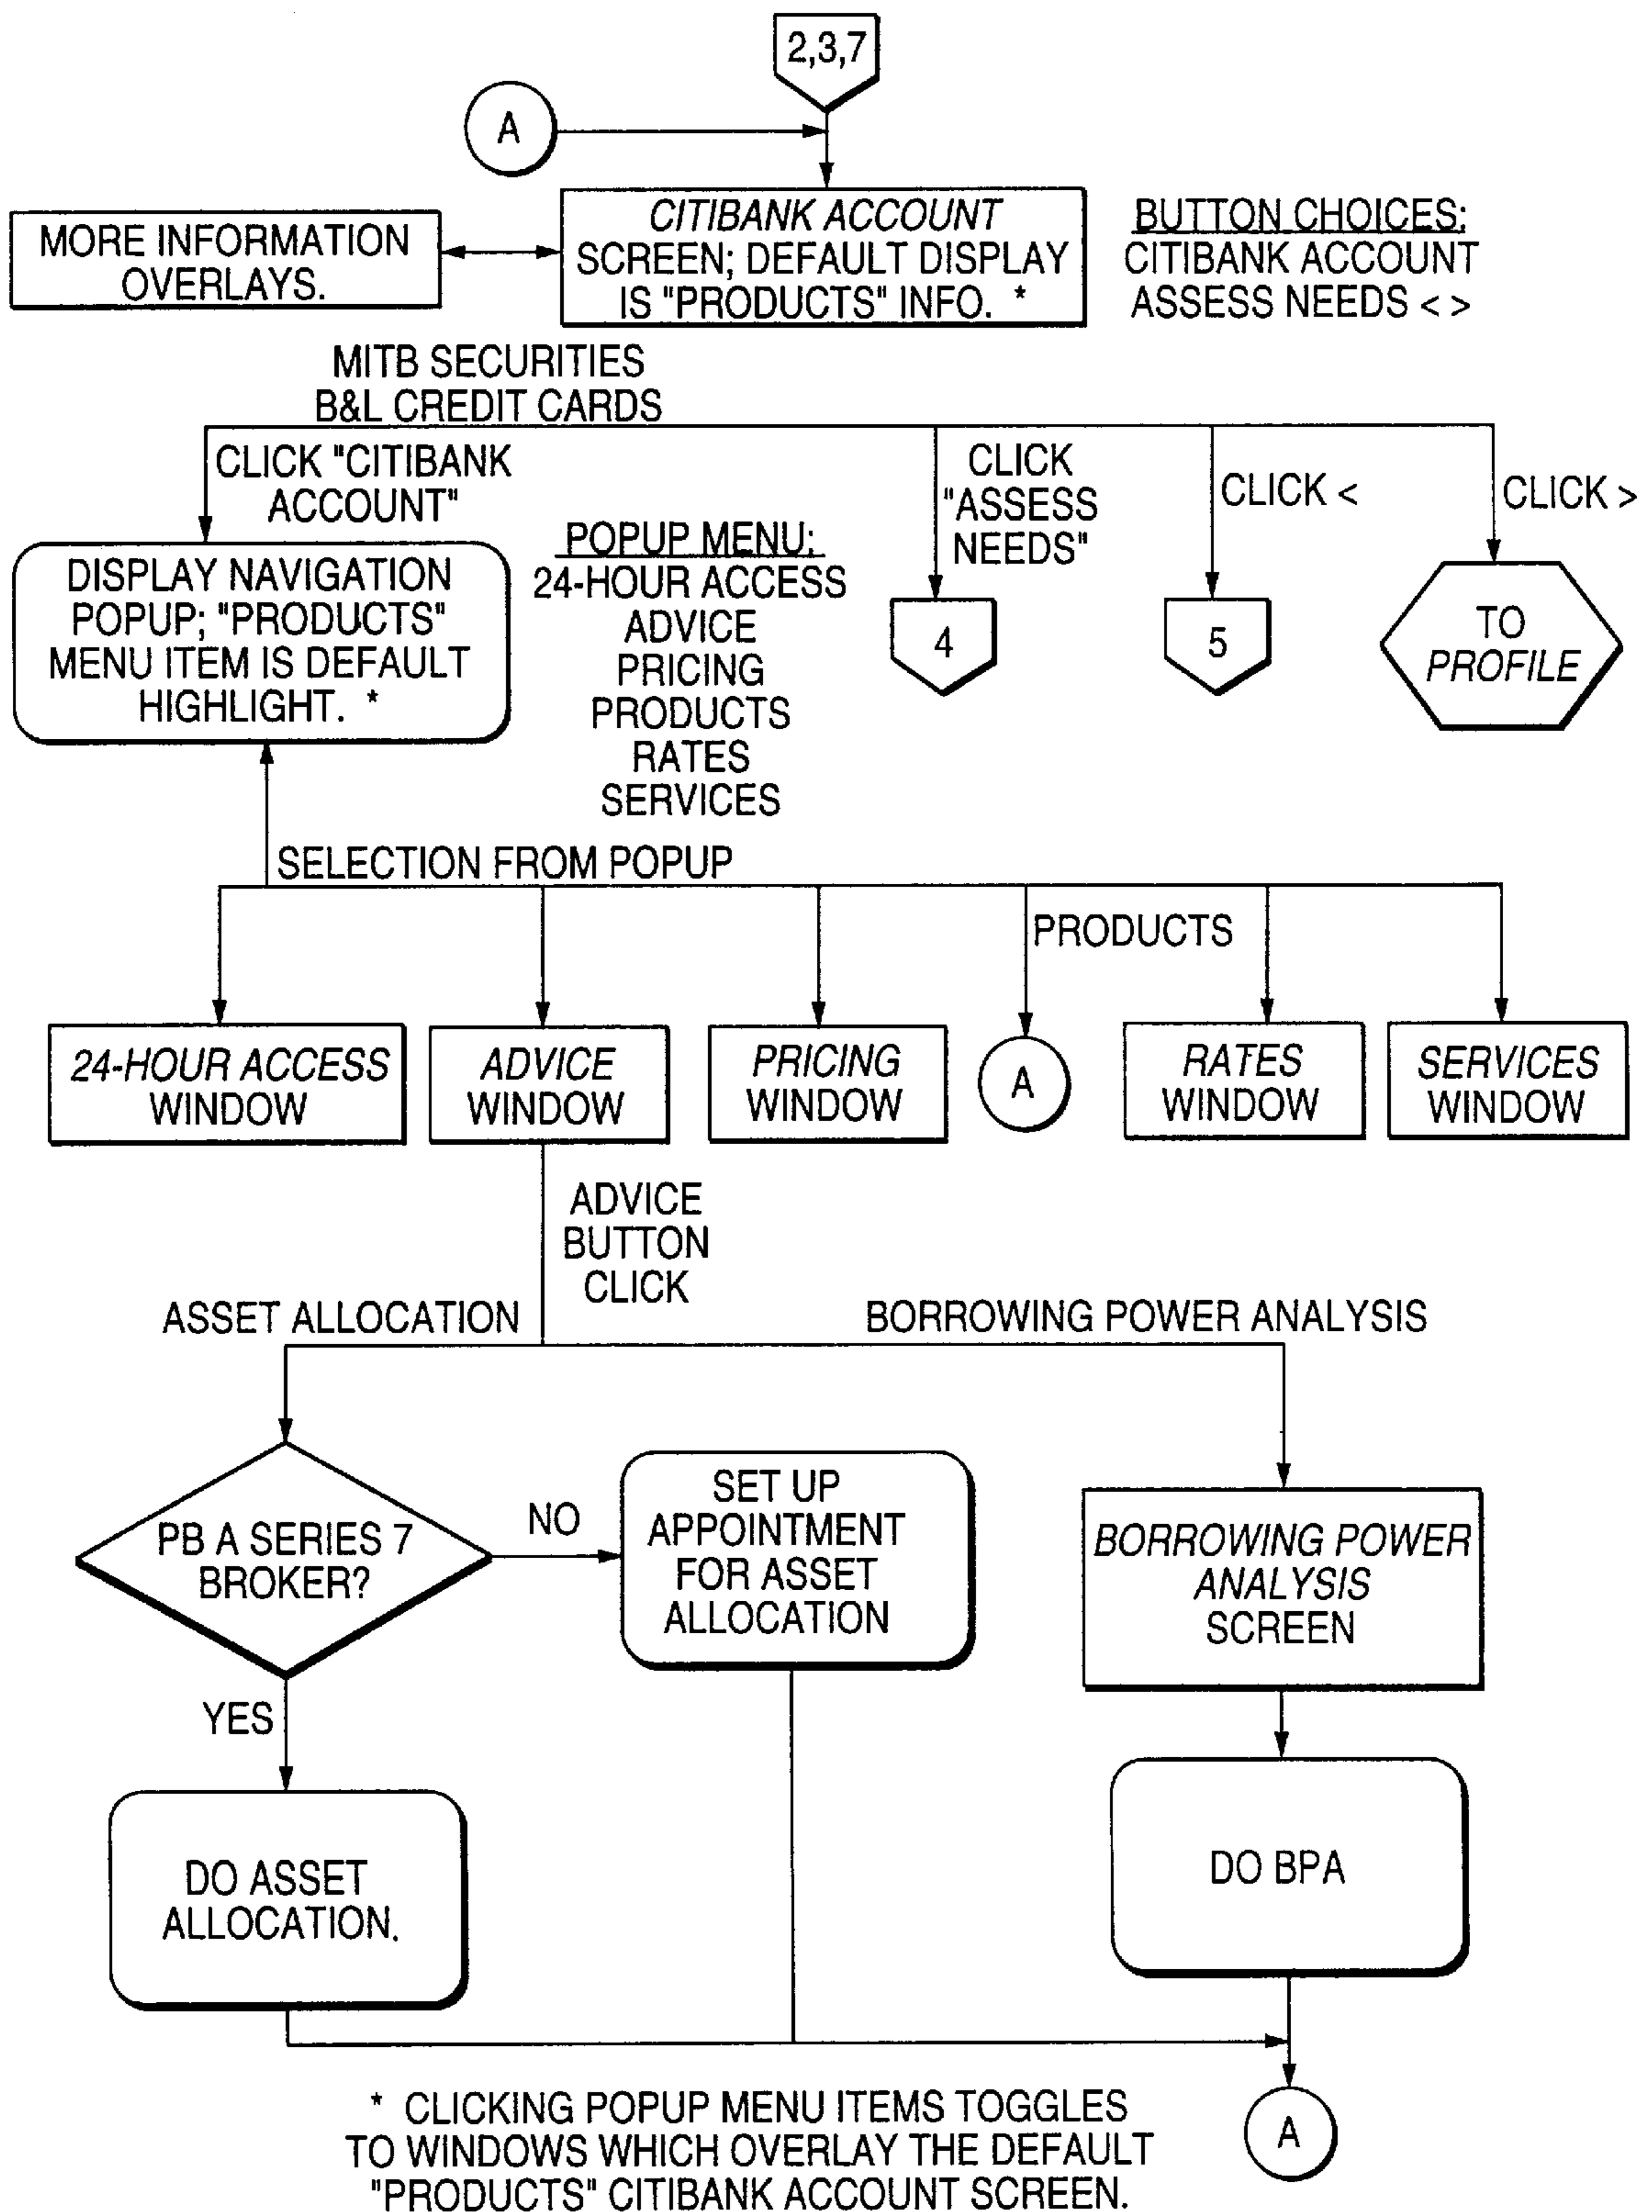 2,3,7
A
MORE INFORMATION
OVERLAYS.
CITIBANK ACCOUNT
SCREEN; DEFAULT DISPLAY
IS "PRODUCTS" INFO. *
BUTTON CHOICES:
CITIBANK ACCOUNT
ASSESS NEEDS < >
MITB SECURITIES
B&L CREDIT CARDS
CLICK "CITIBANK
ACCOUNT"
CLICK
"ASSESS
NEEDS"
CLICK <
CLICK >
DISPLAY NAVIGATION
POPUP; "PRODUCTS"
MENU ITEM IS DEFAULT
HIGHLIGHT. *
POPUP MENU:
24-HOUR ACCESS
ADVICE
PRICING
PRODUCTS
RATES
SERVICES
4
5
TO
PROFILE
SELECTION FROM POPUP
PRODUCTS
24-HOUR ACCESS
WINDOW
ADVICE
WINDOW
PRICING
WINDOW
A
RATES
WINDOW
SERVICES
WINDOW
ADVICE
BUTTON
CLICK
ASSET ALLOCATION
BORROWING POWER ANALYSIS
PB A SERIES 7
BROKER?
NO
SET UP
APPOINTMENT
FOR ASSET
ALLOCATION
BORROWING POWER
ANALYSIS
SCREEN
YES
DO ASSET
ALLOCATION.
DO BPA
A
* CLICKING POPUP MENU ITEMS TOGGLES
TO WINDOWS WHICH OVERLAY THE DEFAULT
"PRODUCTS" CITIBANK ACCOUNT SCREEN.